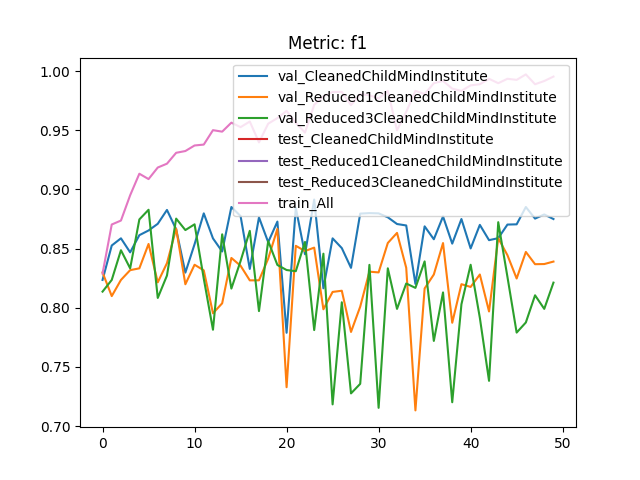 Metric: f1
1.00
0.95
0.90
0.85
0.80
0.75
0.70
0
10
20
30
40
50
val_CleanedChildMindInstitute
val_Reduced1CleanedChildMindInstitute
val_Reduced3CleanedChildMindInstitute
test_CleanedChildMindInstitute
test_Reduced1CleanedChildMindInstitute
test_Reduced3CleanedChildMindInstitute
train_All